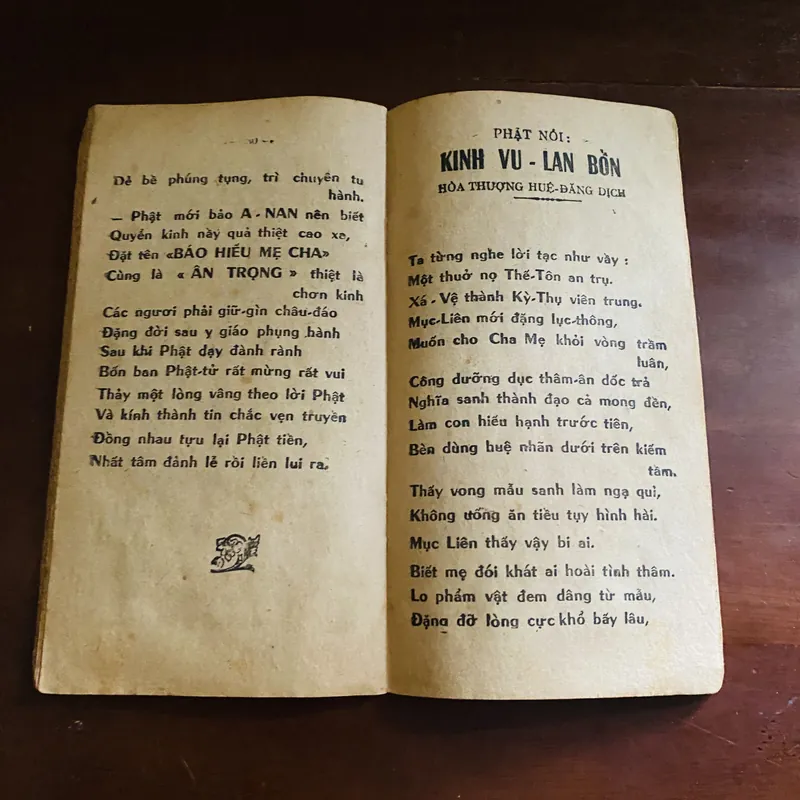 Dẻ bề phúng tụng, trì chuyên tu
hành.
— Phật mới bảo A-NAN nên biết
Quyển kinh nầy quả thiệt cao xa,
Đặt tên «BÁO HIẾU MẸ CHA»
Cùng là « ÂN TRỌNG » thiệt là
chơn kinh
Các ngươi phải giữ-gìn châu-đáo
Đặng đời sau y giáo phụng hành
Sau khi Phật dạy đành rành
Bốn ban Phật-tử rất mừng rất vui
Thảy một lòng vâng theo lời Phật
Và kính thành tin chắc vẹn truyền
Đồng nhau tựu lại Phật tiền,
Nhất tâm đảnh lễ rồi liền lui ra.
PHẬT NÓI:
KINH VU - LAN BỒN
HÒA THƯỢNG HUỆ-ĐĂNG DỊCH
Ta từng nghe lời tạc như vầy :
Một thuở nọ Thế-Tôn an trụ.
Xá-Vệ thành Kỳ-Thụ viên trung.
Mục-Liên mới đặng lục-thông,
Muốn cho Cha Mẹ khỏi vòng trầm
luân,
Công dưỡng dục thâm-ân dốc trả
Nghĩa sanh thành đạo cả mong đền,
Làm con hiếu hạnh trước tiên,
Bèn dùng huệ nhãn dưới trên kiếm
tầm.
Thấy vong mẫu sanh làm ngạ quỉ,
Không uống ăn tiều tụy hình hài.
Mục Liên thấy vậy bi ai.
Biết mẹ đói khát ai hoài tình thâm.
Lo phẩm vật đem dâng từ mẫu,
Đặng đỡ lòng cực khổ bấy lâu,